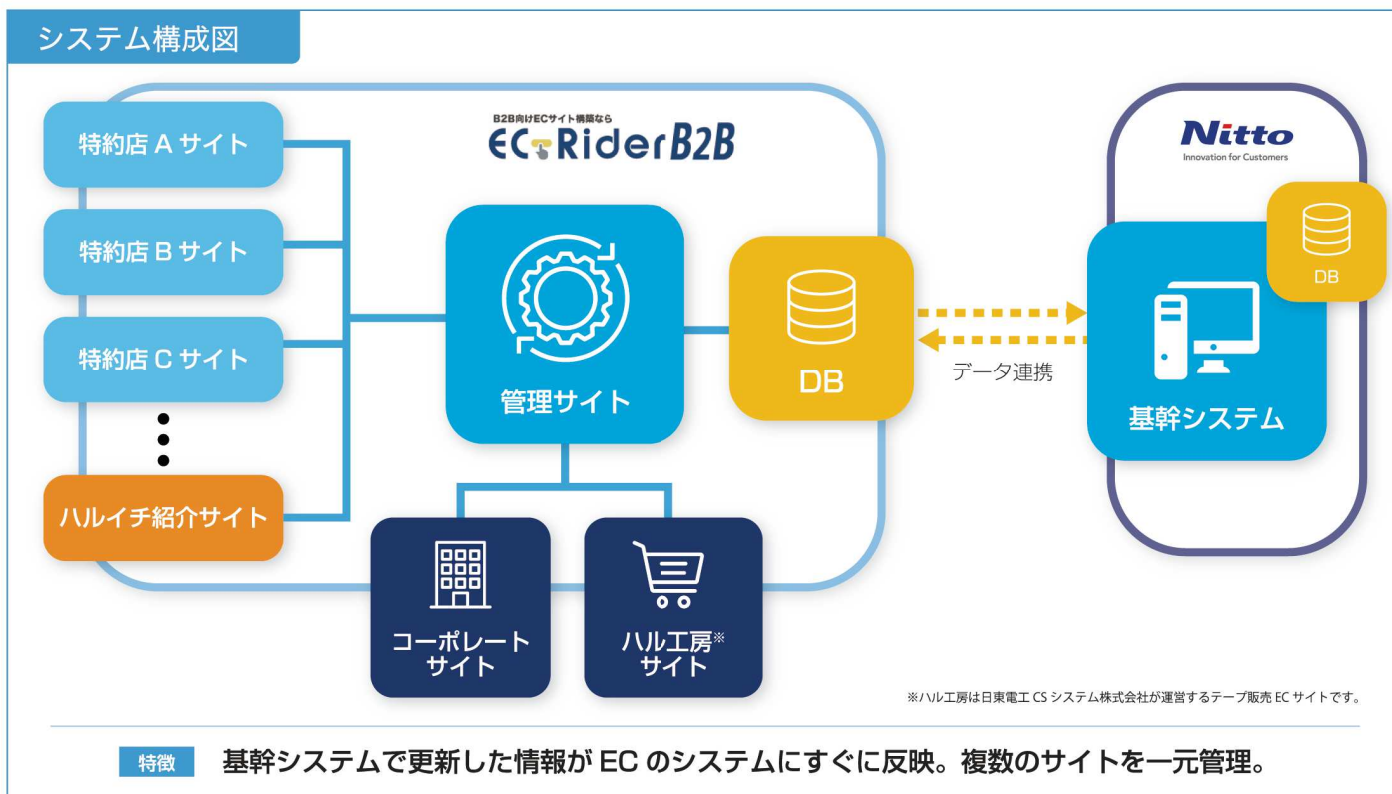 システム構成図
B2B向けECサイト構築なら
EC Rider B2B
Nitto
Innovation for Customers
特約店 A サイト
特約店 B サイト
特約店 C サイト
ハルイチ紹介サイト
管理サイト
DB
データ連携
DB
基幹システム
コーポレート
サイト
ハル工房※
サイト
※ハル工房は日東電工 CS システム株式会社が運営するテープ販売 EC サイトです。
特徴
基幹システムで更新した情報が EC のシステムにすぐに反映。複数のサイトを一元管理。